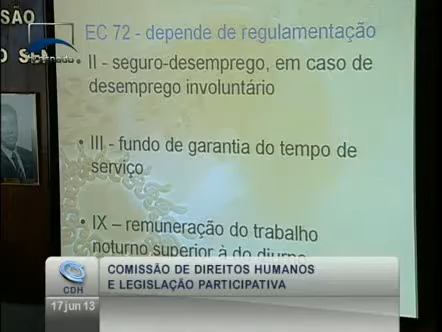 SÃO
EC 72 - depende de regulamentação
II - seguro-desemprego, em caso de
desemprego involuntário
• III - fundo de garantia do tempo de
serviço
• IX – remuneração do trabalho
noturno superior à do diurno
CDH
COMISSÃO DE DIREITOS HUMANOS
E LEGISLAÇÃO PARTICIPATIVA
17 jun 13